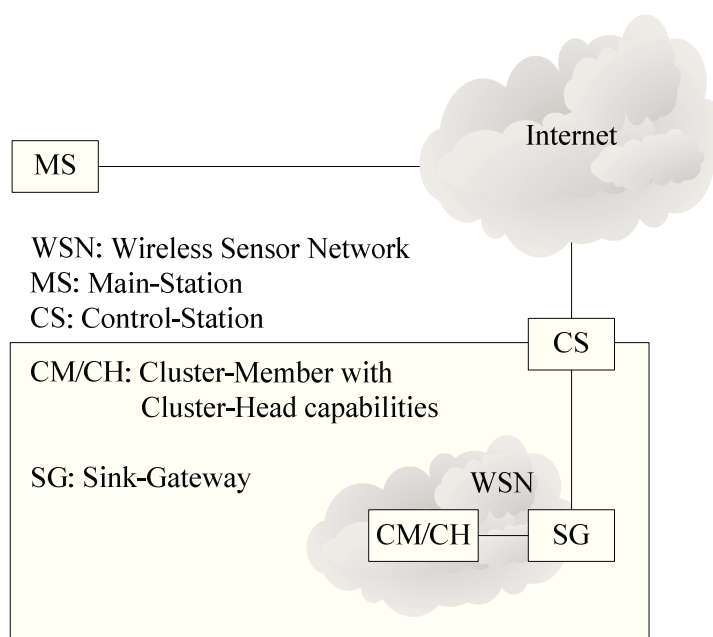 Internet
MS
WSN: Wireless Sensor Network
MS: Main-Station
CS: Control-Station
CS
CM/CH: Cluster-Member with
Cluster-Head capabilities
SG: Sink-Gateway
WSN
CM/CH
SG